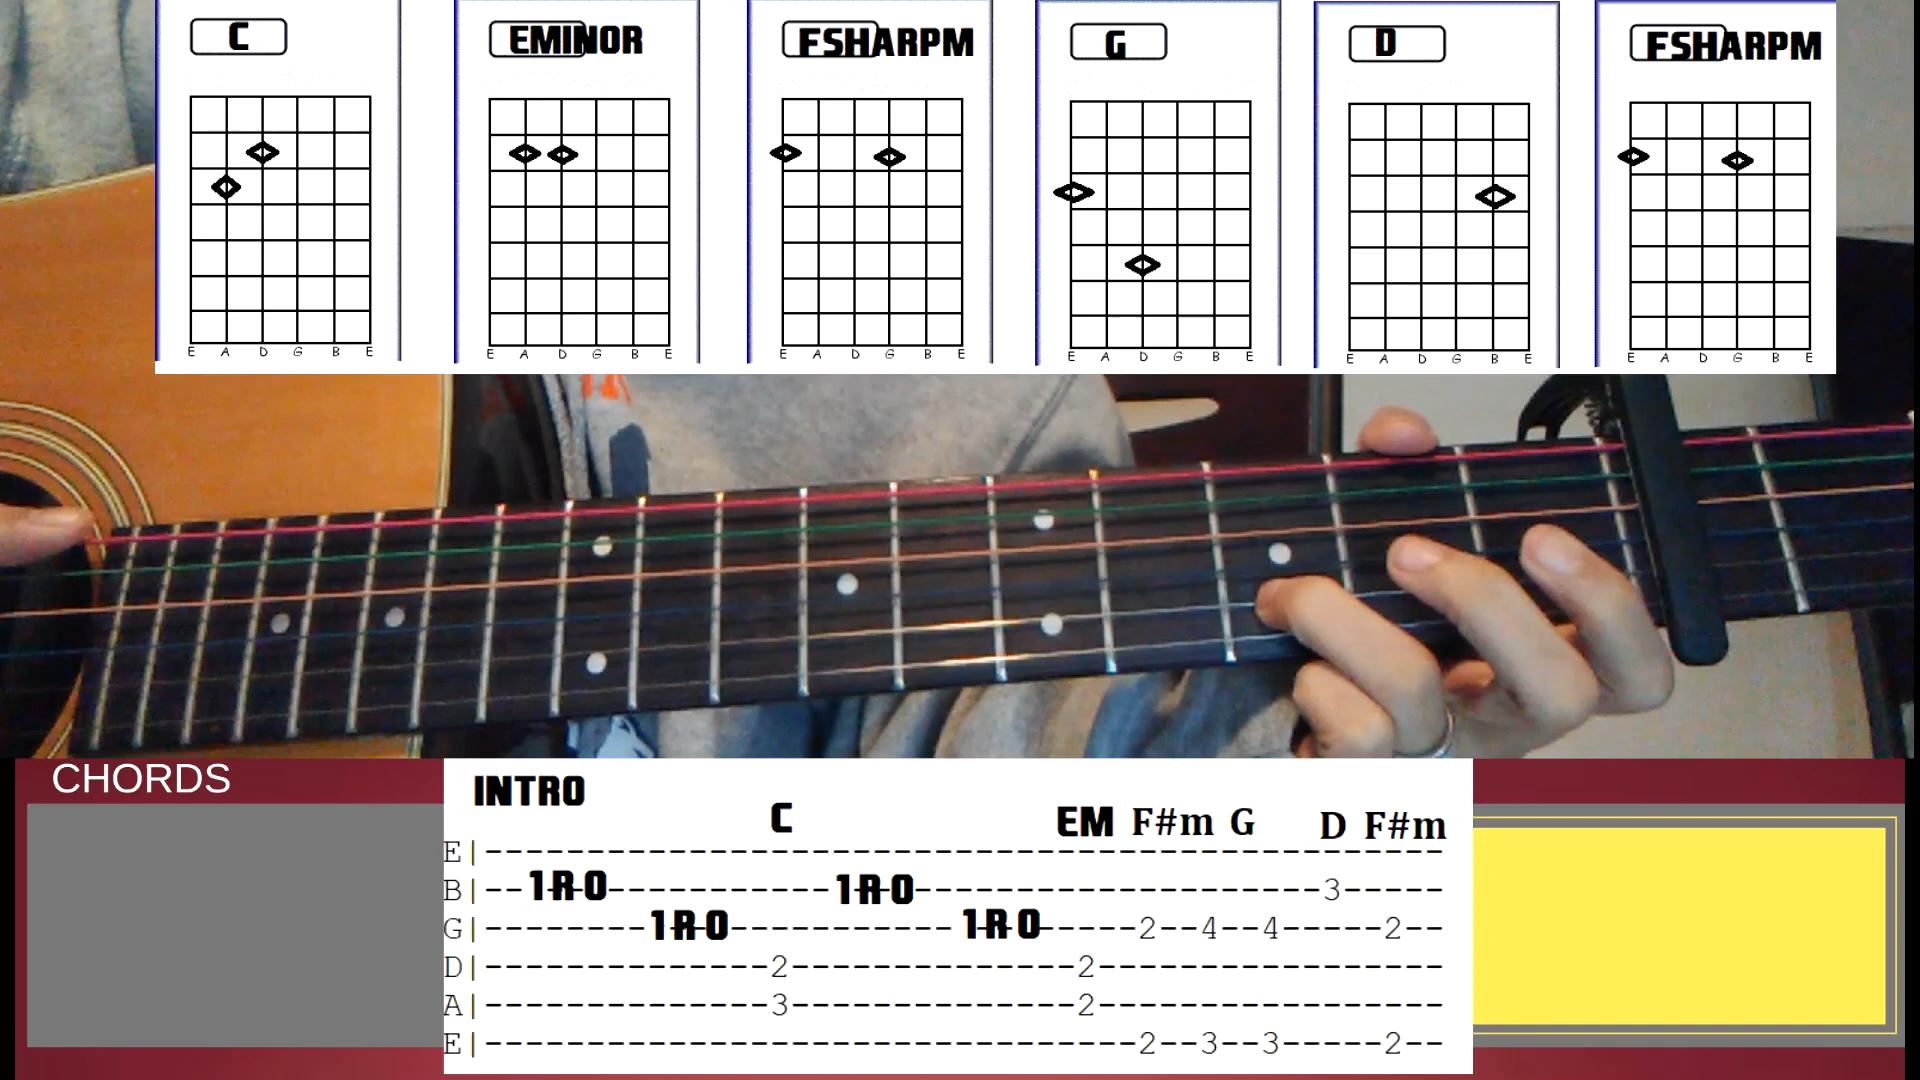 C
EMINOR
FSHARPM
G
D
FSHARPM
E A D G B E
E A D G B E
E A D G B E
E A D G B E
E A D G B E
E A D G B E
CHORDS
INTRO
C EM F#m G D F#m
E|-----------------------------------------------
B|--1R0-----------1R0--------------------3-----
G|--------1R0-----------1R0-----2--4--4-----2--
D|--------------2--------------2-----------------
A|--------------3--------------2-----------------
E|--------------------------------2--3--3-----2--